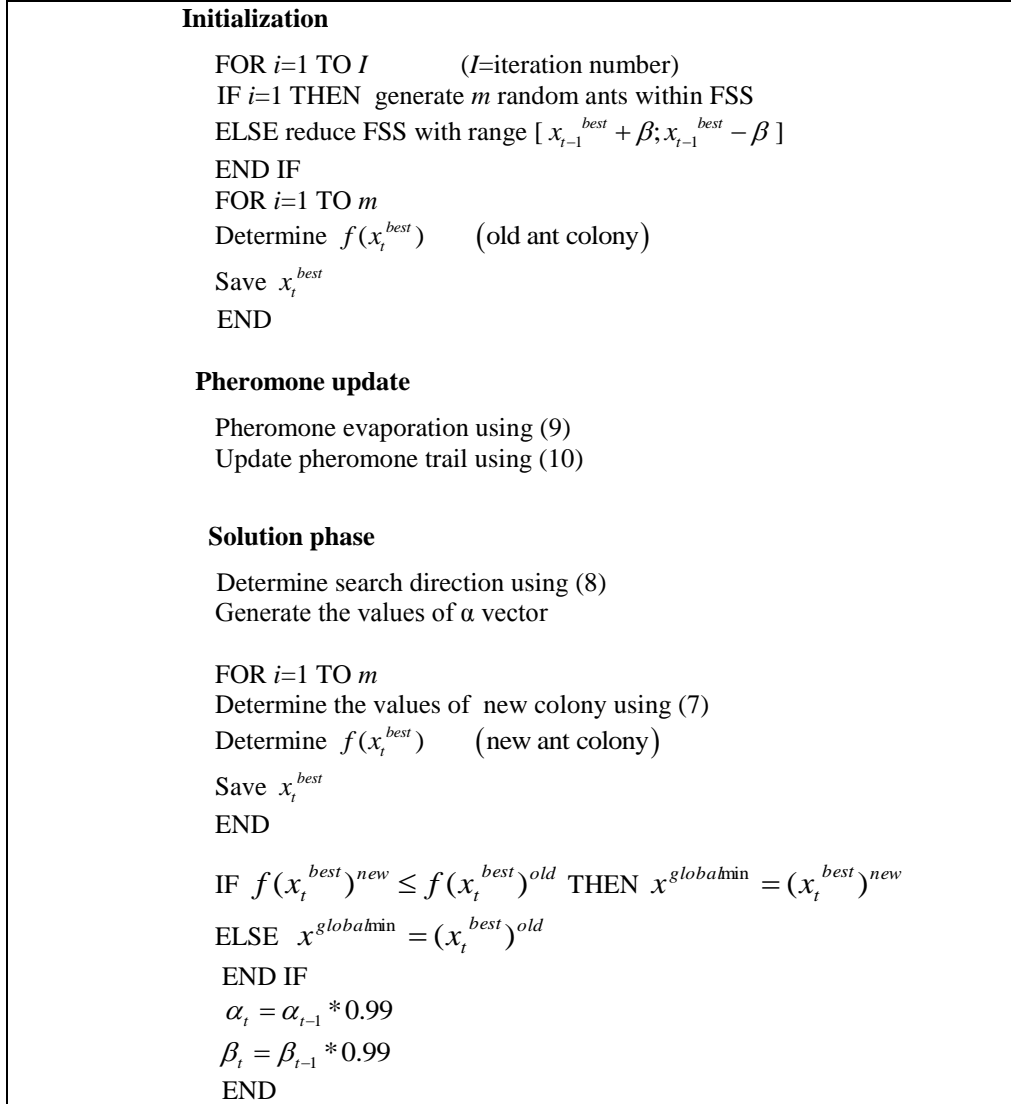 Initialization
FOR i=1 TO I (I=iteration number)
IF i=1 THEN generate m random ants within FSS
ELSE reduce FSS with range [ x_{t-1}^{best} + β; x_{t-1}^{best} − β ]
END IF
FOR i=1 TO m
Determine f(x_t^{best}) (old ant colony)
Save x_t^{best}
END
Pheromone update
Pheromone evaporation using (9)
Update pheromone trail using (10)
Solution phase
Determine search direction using (8)
Generate the values of α vector
FOR i=1 TO m
Determine the values of new colony using (7)
Determine f(x_t^{best}) (new ant colony)
Save x_t^{best}
END
IF f(x_t^{best})^{new} ≤ f(x_t^{best})^{old} THEN x^{globalmin} = (x_t^{best})^{new}
ELSE x^{globalmin} = (x_t^{best})^{old}
END IF
α_t = α_{t-1} * 0.99
β_t = β_{t-1} * 0.99
END